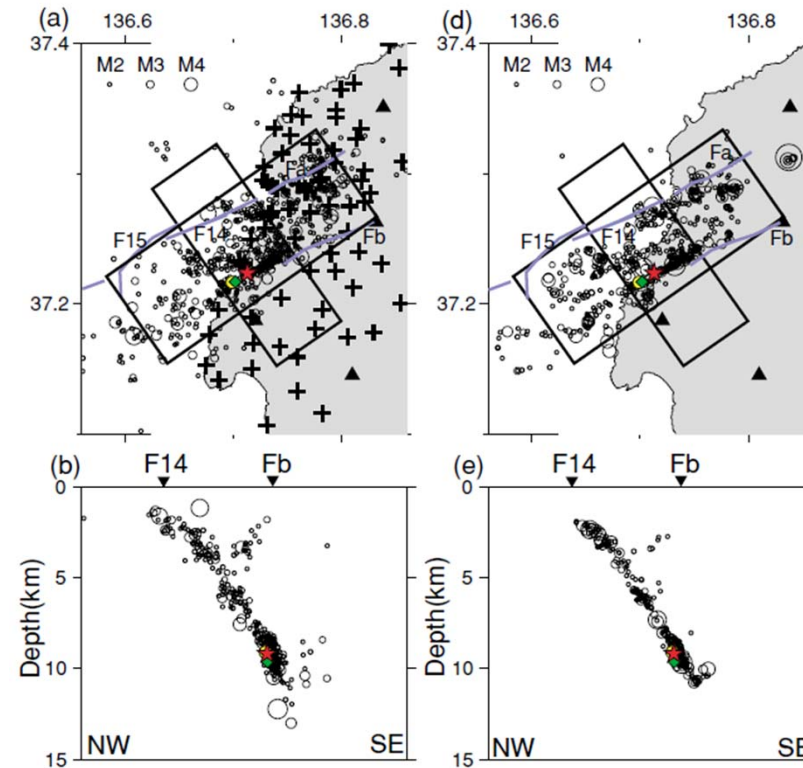 (a) 136.6 136.8
37.4
M2 M3 M4
Fa
F14
F15
Fb
37.2
(d) 136.6 136.8
37.4
M2 M3 M4
Fa
F14
F15
Fb
37.2
(b) F14 Fb
0
5
10
15
Depth(km)
NW SE
(e) F14 Fb
0
5
10
15
Depth(km)
NW SE